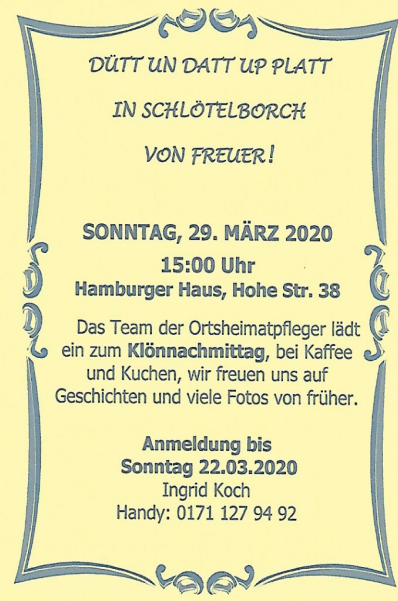 DÜTT UN DATT UP PLATT
IN SCHLÖTELBORCH
VON FREUER!
SONNTAG, 29. MÄRZ 2020
15:00 Uhr
Hamburger Haus, Hohe Str. 38
Das Team der Ortsheimatpfleger lädt
ein zum Klönnachmittag, bei Kaffee
und Kuchen, wir freuen uns auf
Geschichten und viele Fotos von früher.
Anmeldung bis
Sonntag 22.03.2020
Ingrid Koch
Handy: 0171 127 94 92